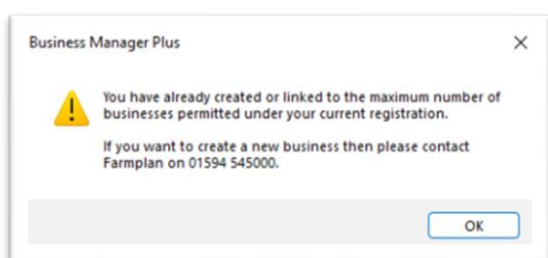 Business Manager Plus
You have already created or linked to the maximum number of
businesses permitted under your current registration.
If you want to create a new business then please contact
Farmplan on 01594 545000.
OK